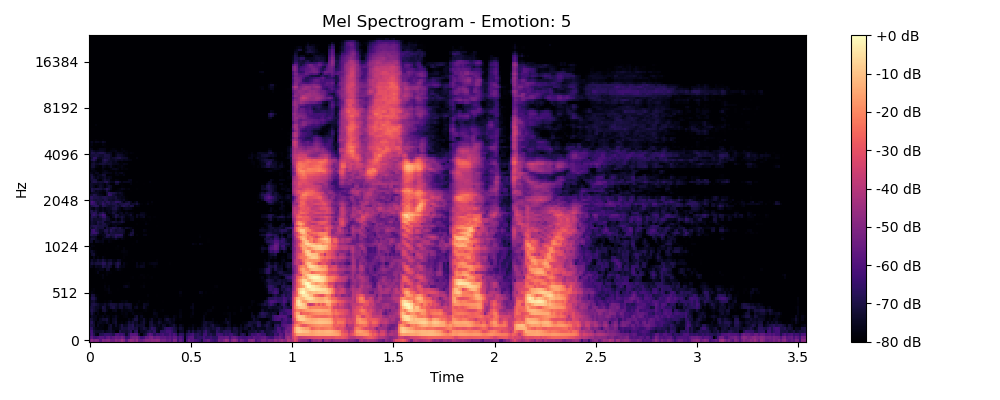 Mel Spectrogram - Emotion: 5
Hz
16384
8192
4096
2048
1024
512
0
0 0.5 1 1.5 2 2.5 3 3.5
Time
+0 dB
-10 dB
-20 dB
-30 dB
-40 dB
-50 dB
-60 dB
-70 dB
-80 dB